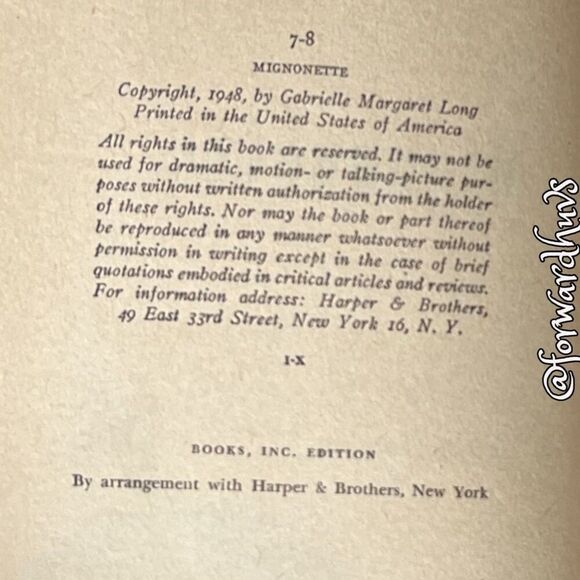 7-8
MIGNONETTE
Copyright, 1948, by Gabrielle Margaret Long
Printed in the United States of America
All rights in this book are reserved. It may not be
used for dramatic, motion- or talking-picture pur-
poses without written authorization from the holder
of these rights. Nor may the book or part thereof
be reproduced in any manner whatsoever without
permission in writing except in the case of brief
quotations embodied in critical articles and reviews.
For information address: Harper & Brothers,
49 East 33rd Street, New York 16, N. Y.
I-X
BOOKS, INC. EDITION
By arrangement with Harper & Brothers, New York
@forwardhuvs